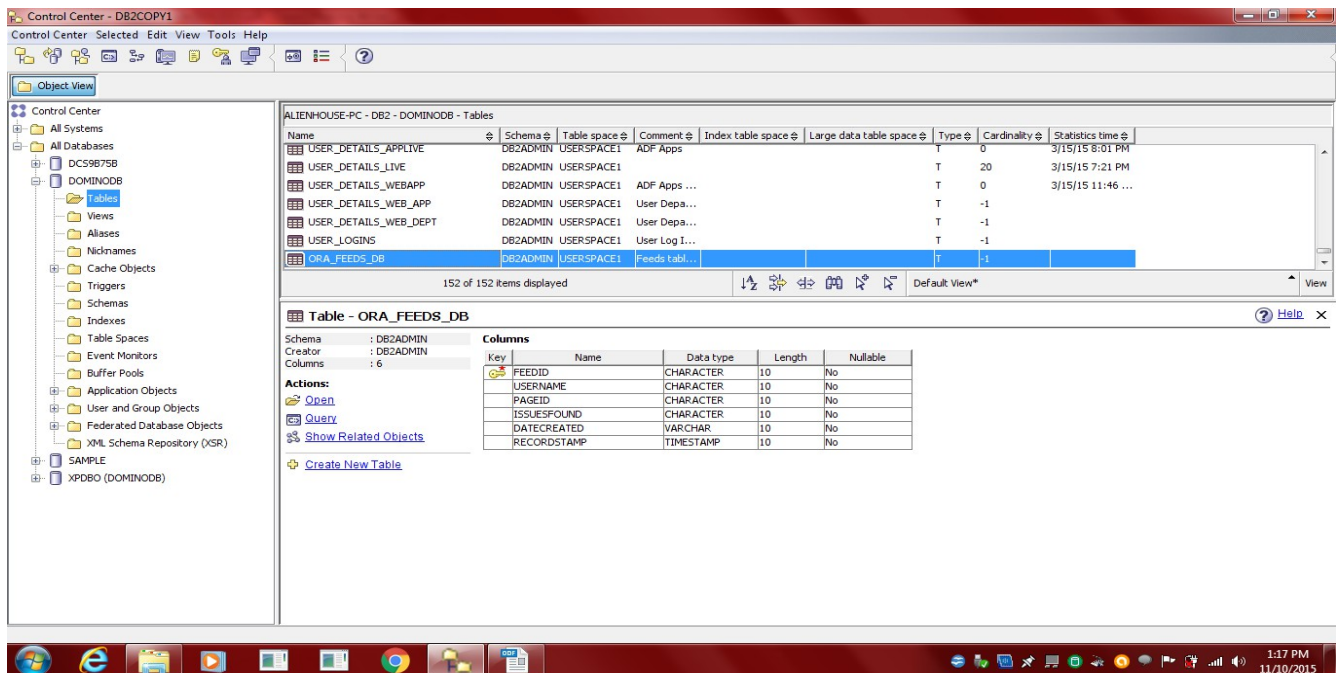 Control Center - DB2COPY1
Control Center Selected Edit View Tools Help
Object View
Control Center
All Systems
All Databases
DCS9B75B
DOMINODB
Tables
Views
Aliases
Nicknames
Cache Objects
Triggers
Schemas
Indexes
Table Spaces
Event Monitors
Buffer Pools
Application Objects
User and Group Objects
Federated Database Objects
XML Schema Repository (XSR)
SAMPLE
XPDBO (DOMINODB)
ALIENHOUSE-PC - DB2 - DOMINODB - Tables
Name Schema Table space Comment Index table space Large data table space Type Cardinality Statistics time
USER_DETAILS_APPLIVE DB2ADMIN USERSPACE1 ADF Apps T 0 3/15/15 8:01 PM
USER_DETAILS_LIVE DB2ADMIN USERSPACE1 T 20 3/15/15 7:21 PM
USER_DETAILS_WEBAPP DB2ADMIN USERSPACE1 ADF Apps ... T 0 3/15/15 11:46 ...
USER_DETAILS_WEB_APP DB2ADMIN USERSPACE1 User Depa... T -1
USER_DETAILS_WEB_DEPT DB2ADMIN USERSPACE1 User Depa... T -1
USER_LOGINS DB2ADMIN USERSPACE1 User Log I... T -1
ORA_FEEDS_DB DB2ADMIN USERSPACE1 Feeds tabl... T -1
152 of 152 items displayed Default View* View
Table - ORA_FEEDS_DB Help
Schema : DB2ADMIN
Creator : DB2ADMIN
Columns : 6
Actions:
Open
Query
Show Related Objects
Create New Table
Columns
Key Name Data type Length Nullable
FEEDID CHARACTER 10 No
USERNAME CHARACTER 10 No
PAGEID CHARACTER 10 No
ISSUESFOUND CHARACTER 10 No
DATECREATED VARCHAR 10 No
RECORDSTAMP TIMESTAMP 10 No
1:17 PM
11/10/2015